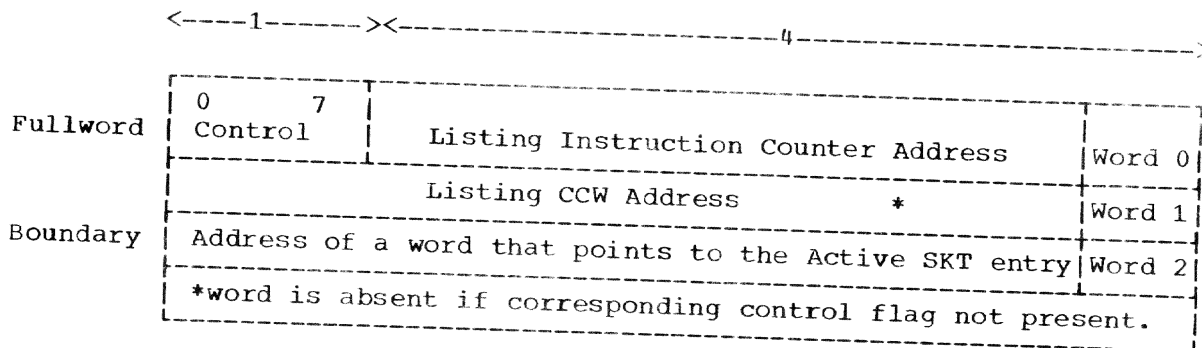 <----1------><--------------------------4---------------------------->
0 7
Fullword Control Listing Instruction Counter Address Word 0
Listing CCW Address * Word 1
Boundary Address of a word that points to the Active SKT entry Word 2
*word is absent if corresponding control flag not present.